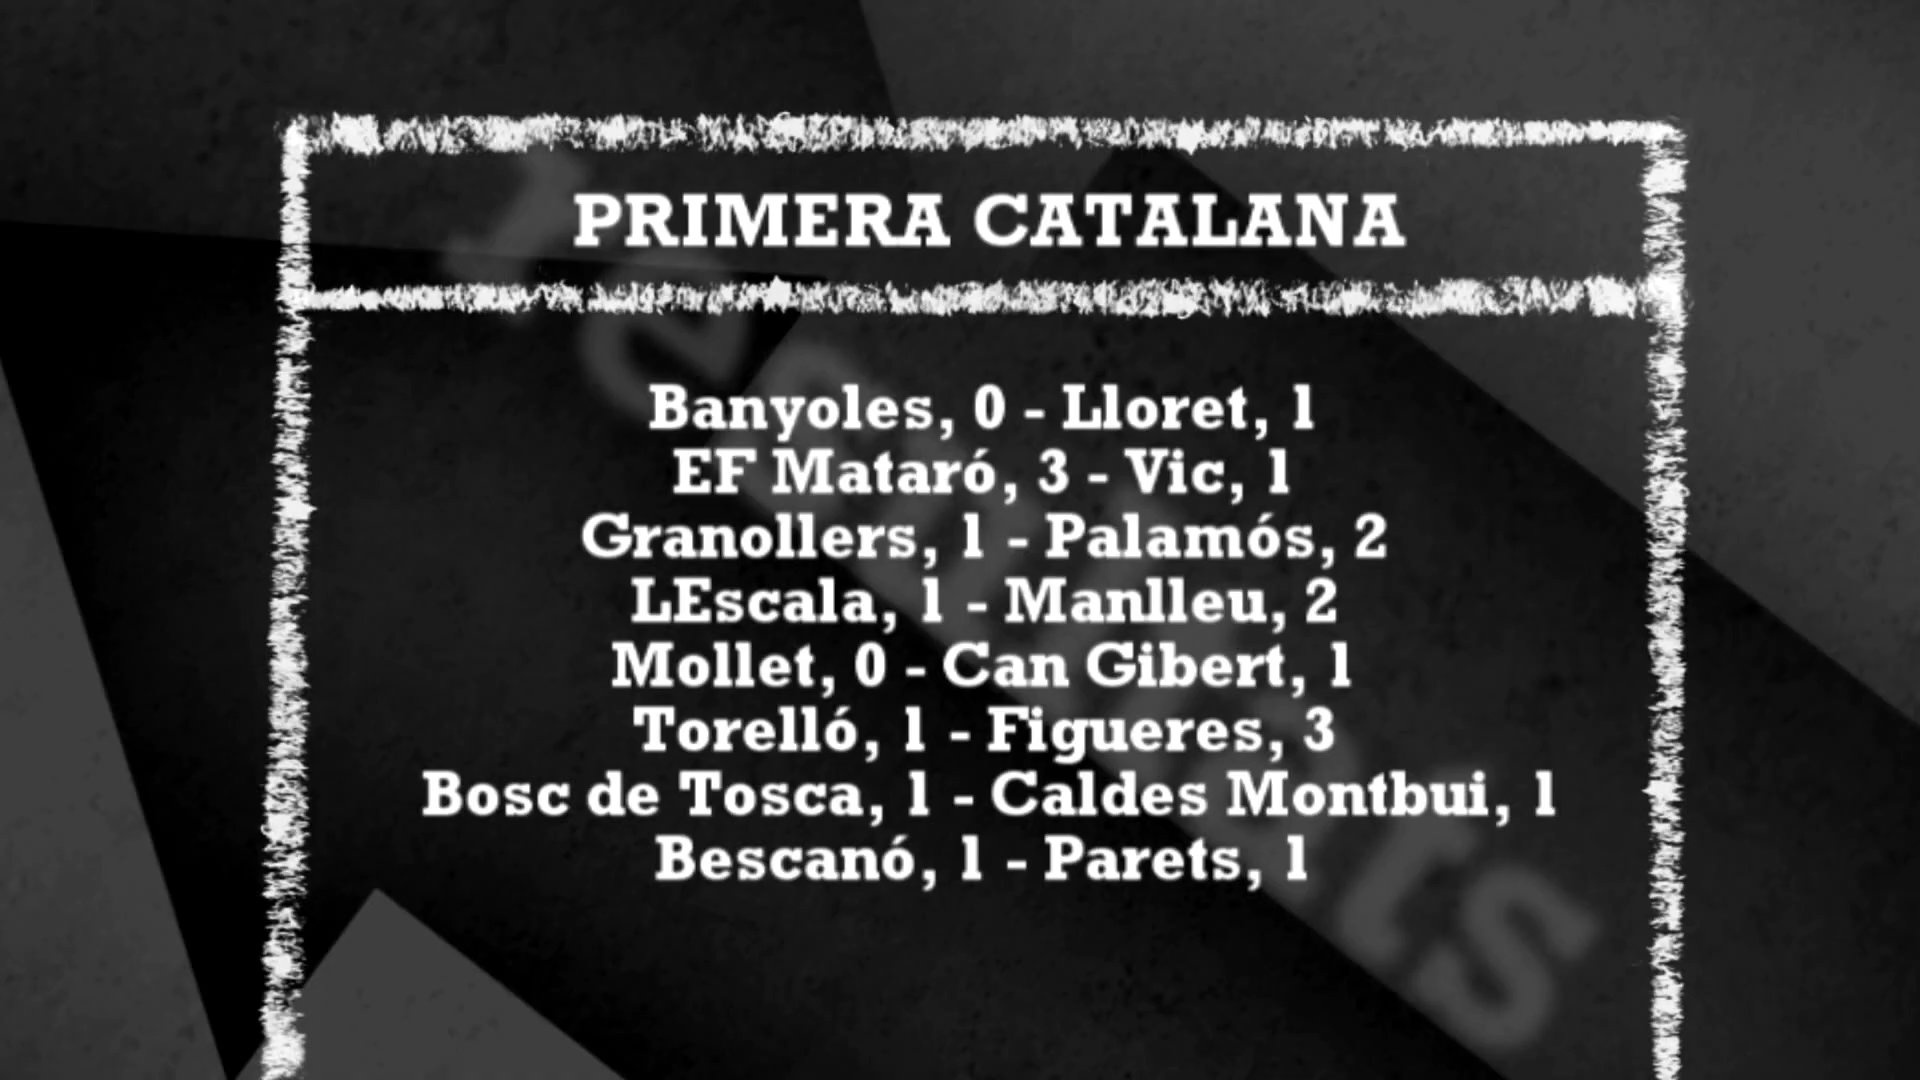 PRIMERA CATALANA
Banyoles, 0 - Lloret, 1
EF Mataró, 3 - Vic, 1
Granollers, 1 - Palamós, 2
LEscala, 1 - Manlleu, 2
Mollet, 0 - Can Gibert, 1
Torelló, 1 - Figueres, 3
Bosc de Tosca, 1 - Caldes Montbui, 1
Bescanó, 1 - Parets, 1